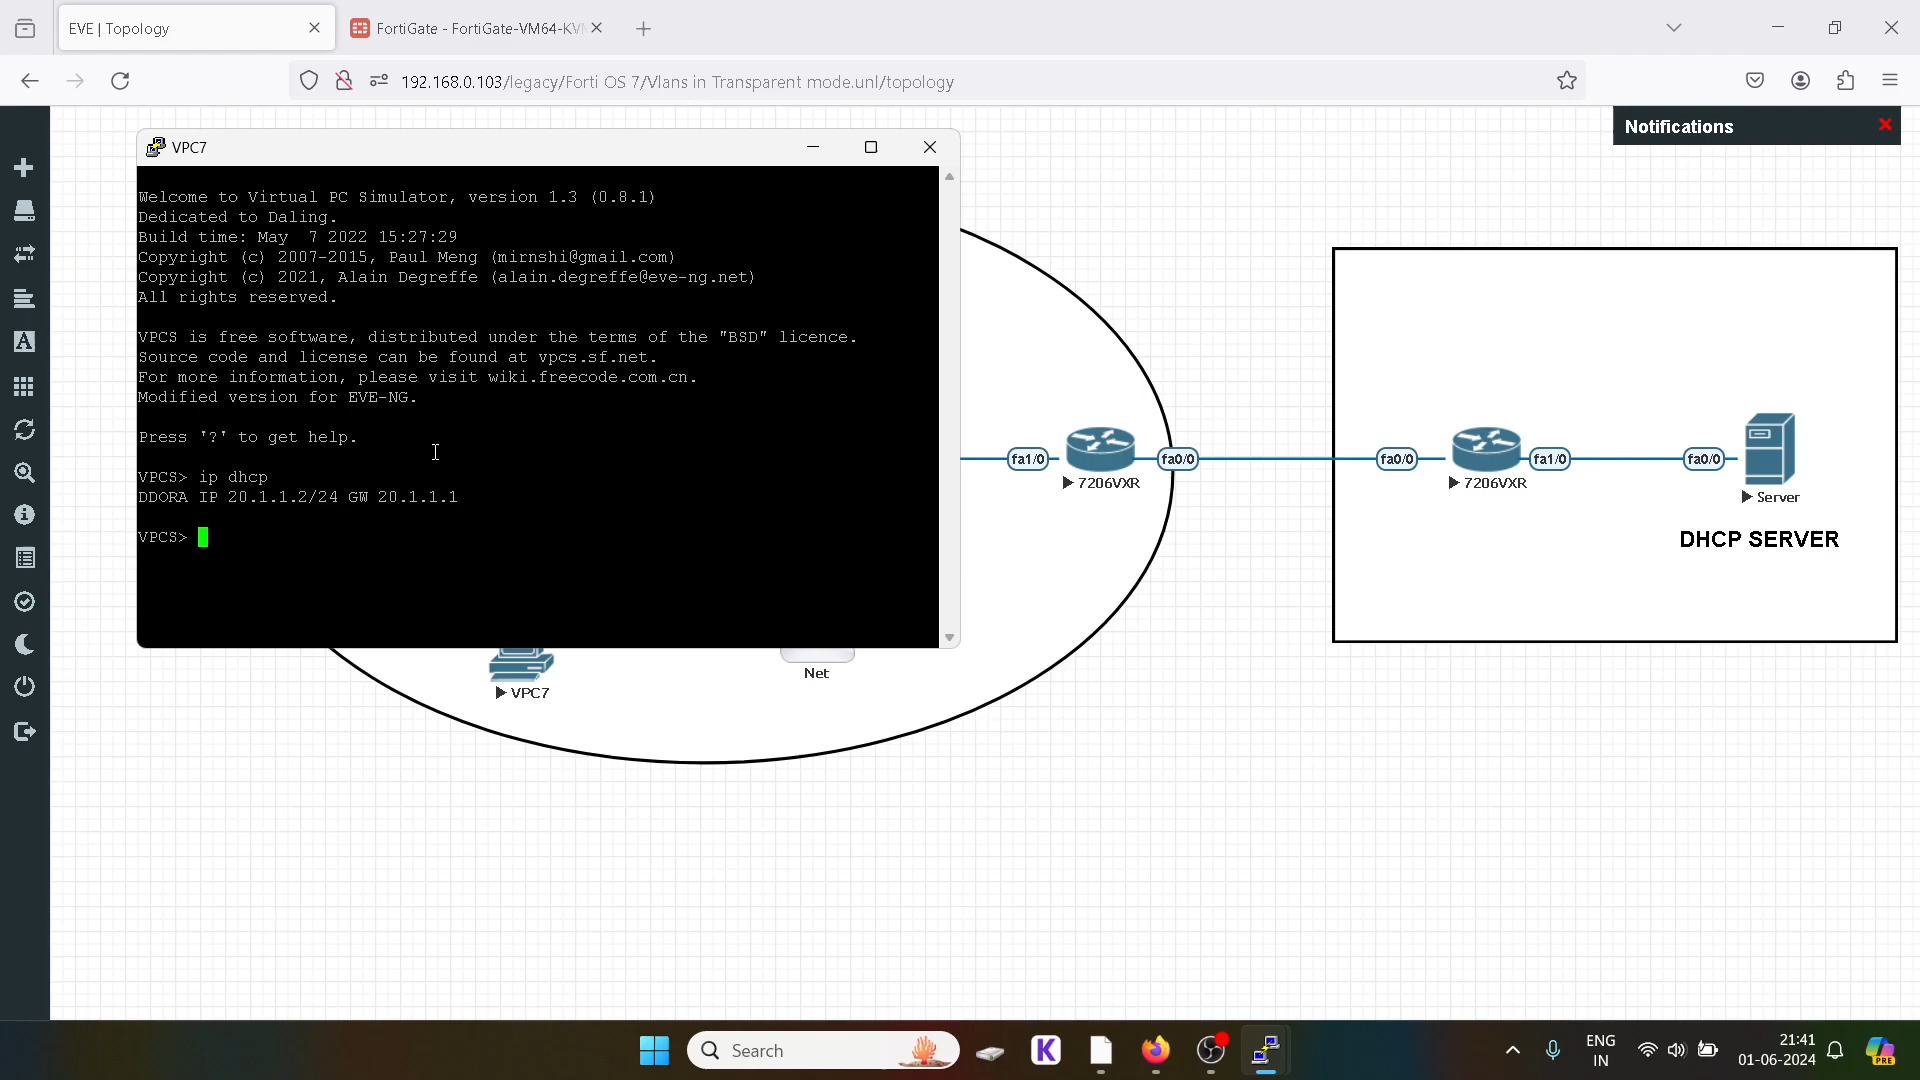 EVE | Topology
FortiGate - FortiGate-VM64-KVM
192.168.0.103/legacy/Forti OS 7/Vlans in Transparent mode.unl/topology
Notifications
VPC7
Welcome to Virtual PC Simulator, version 1.3 (0.8.1)
Dedicated to Daling.
Build time: May  7 2022 15:27:29
Copyright (c) 2007-2015, Paul Meng (mirnshi@gmail.com)
Copyright (c) 2021, Alain Degreffe (alain.degreffe@eve-ng.net)
All rights reserved.
VPCS is free software, distributed under the terms of the "BSD" licence.
Source code and license can be found at vpcs.sf.net.
For more information, please visit wiki.freecode.com.cn.
Modified version for EVE-NG.
Press '?' to get help.
VPCS> ip dhcp
DDORA IP 20.1.1.2/24 GW 20.1.1.1
VPCS>
fa1/0
7206VXR
fa0/0
fa0/0
7206VXR
fa1/0
fa0/0
Server
DHCP SERVER
VPC7
Net
Search
ENG
IN
21:41
01-06-2024
PRE